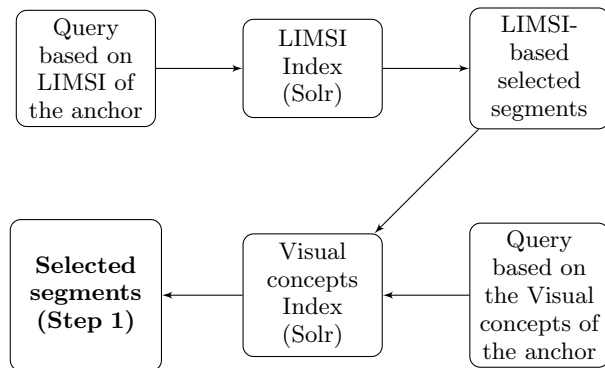 Query
based on
LIMSI of
the anchor
LIMSI
Index
(Solr)
LIMSI-
based
selected
segments
Selected
segments
(Step 1)
Visual
concepts
Index
(Solr)
Query
based on
the Visual
concepts of
the anchor